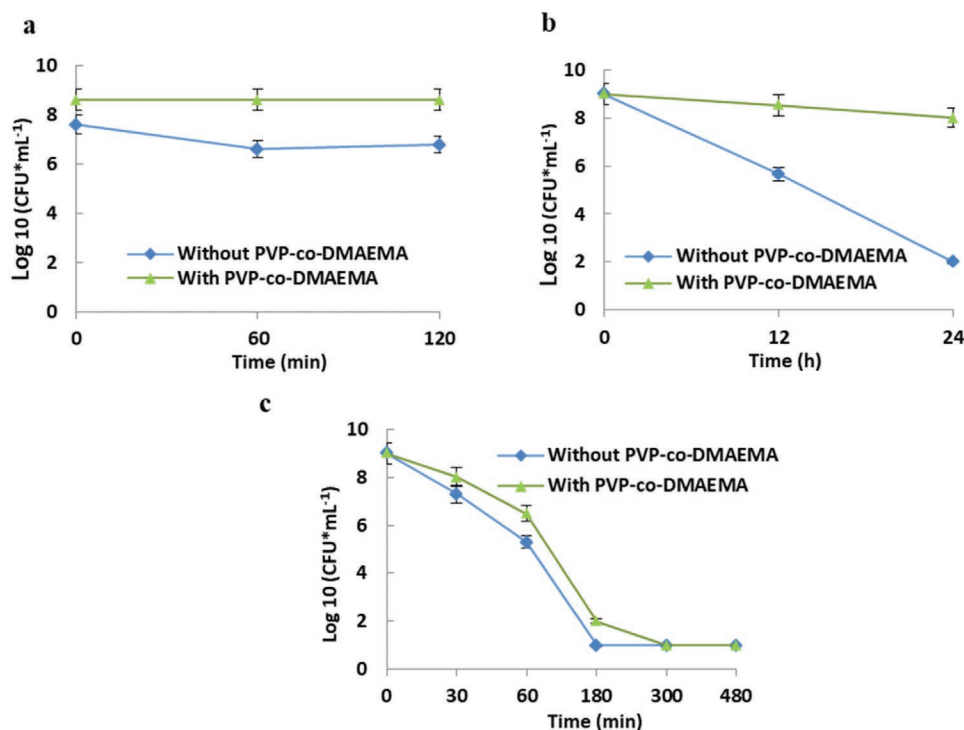 a
10
8
6
4
2
0
Log 10 (CFU*mL⁻¹)
Without PVP-co-DMAEMA
With PVP-co-DMAEMA
0 60 120
Time (min)
b
10
8
6
4
2
0
Log 10 (CFU*mL⁻¹)
Without PVP-co-DMAEMA
With PVP-co-DMAEMA
0 12 24
Time (h)
c
10
8
6
4
2
0
Log 10 (CFU*mL⁻¹)
Without PVP-co-DMAEMA
With PVP-co-DMAEMA
0 30 60 180 300 480
Time (min)